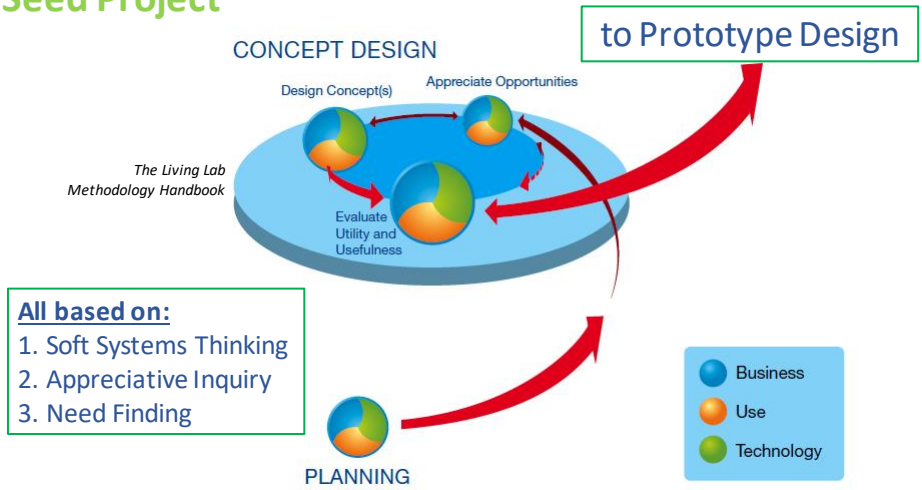 Seed Project
to Prototype Design
CONCEPT DESIGN
Design Concept(s)
Appreciate Opportunities
The Living Lab
Methodology Handbook
Evaluate
Utility and
Usefulness
All based on:
1. Soft Systems Thinking
2. Appreciative Inquiry
3. Need Finding
Business
Use
Technology
PLANNING